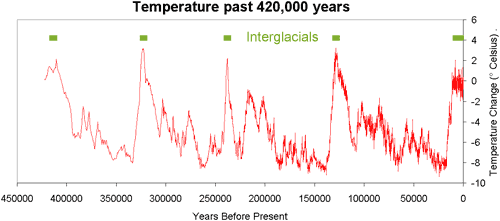 Temperature past 420,000 years
Interglacials
6
4
2
0
-2
-4
-6
-8
-10
-12
Temperature Change (° Celsius) .
450000 400000 350000 300000 250000 200000 150000 100000 50000 0
Years Before Present